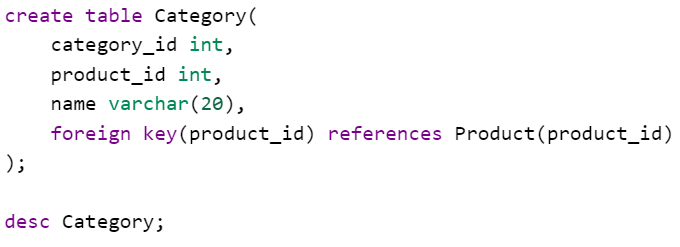 create table Category(
    category_id int,
    product_id int,
    name varchar(20),
    foreign key(product_id) references Product(product_id)
);

desc Category;